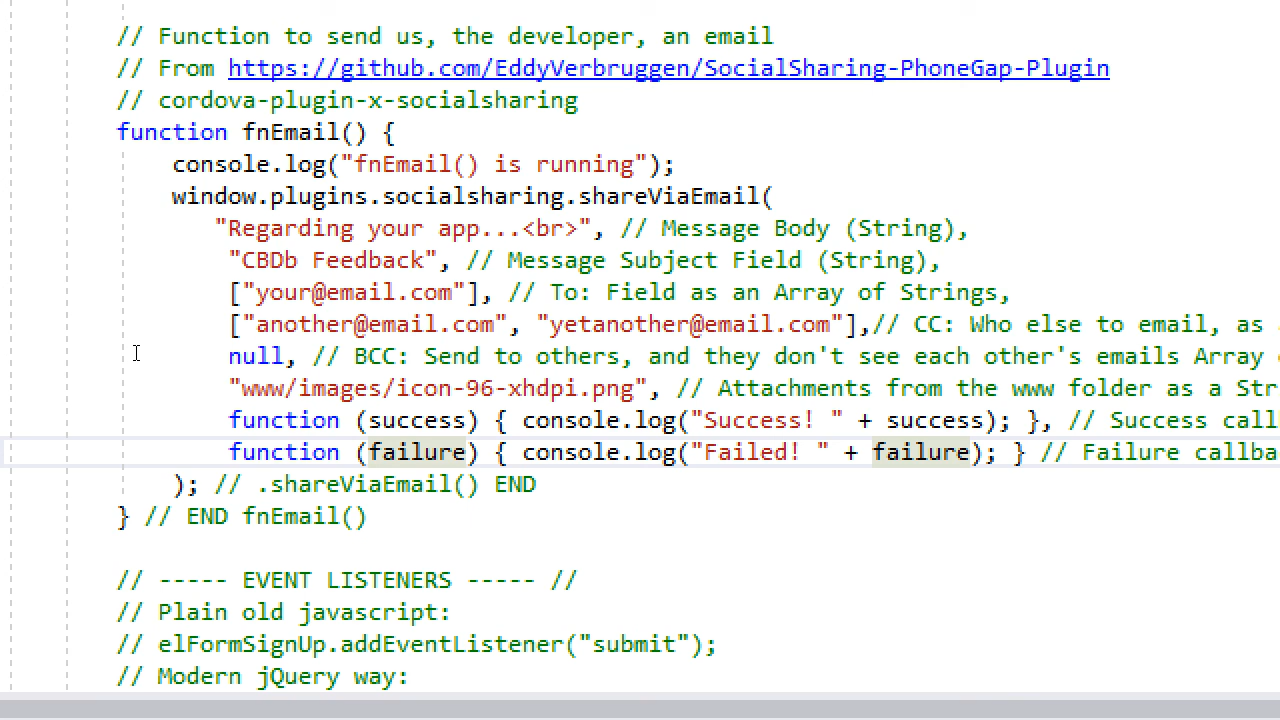 // Function to send us, the developer, an email
// From https://github.com/EddyVerbruggen/SocialSharing-PhoneGap-Plugin
// cordova-plugin-x-socialsharing
function fnEmail() {
console.log("fnEmail() is running");
window.plugins.socialsharing.shareViaEmail(
"Regarding your app...<br>", // Message Body (String),
"CBDb Feedback", // Message Subject Field (String),
["your@email.com"], // To: Field as an Array of Strings,
["another@email.com", "yetanother@email.com"],// CC: Who else to email, as
null, // BCC: Send to others, and they don't see each other's emails Array
"www/images/icon-96-xhdpi.png", // Attachments from the www folder as a Str
function (success) { console.log("Success! " + success); }, // Success call
function (failure) { console.log("Failed! " + failure); } // Failure callba
); // .shareViaEmail() END
} // END fnEmail()
// ----- EVENT LISTENERS ----- //
// Plain old javascript:
// elFormSignUp.addEventListener("submit");
// Modern jQuery way: